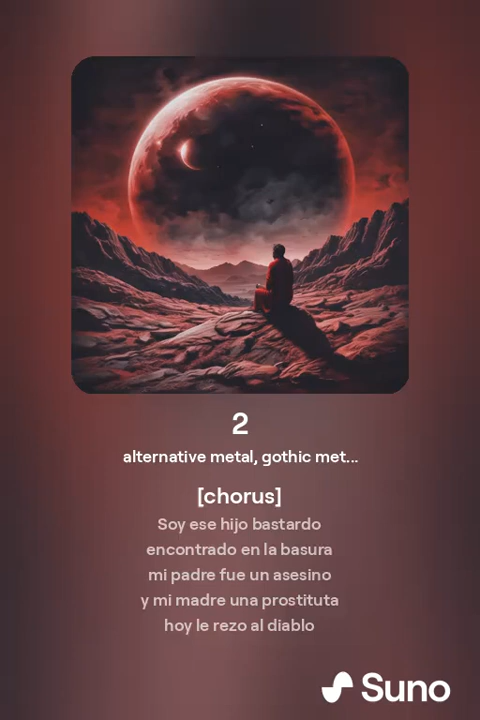 2
alternative metal, gothic met...
[chorus]
Soy ese hijo bastardo
encontrado en la basura
mi padre fue un asesino
y mi madre una prostituta
hoy le rezo al diablo
Suno